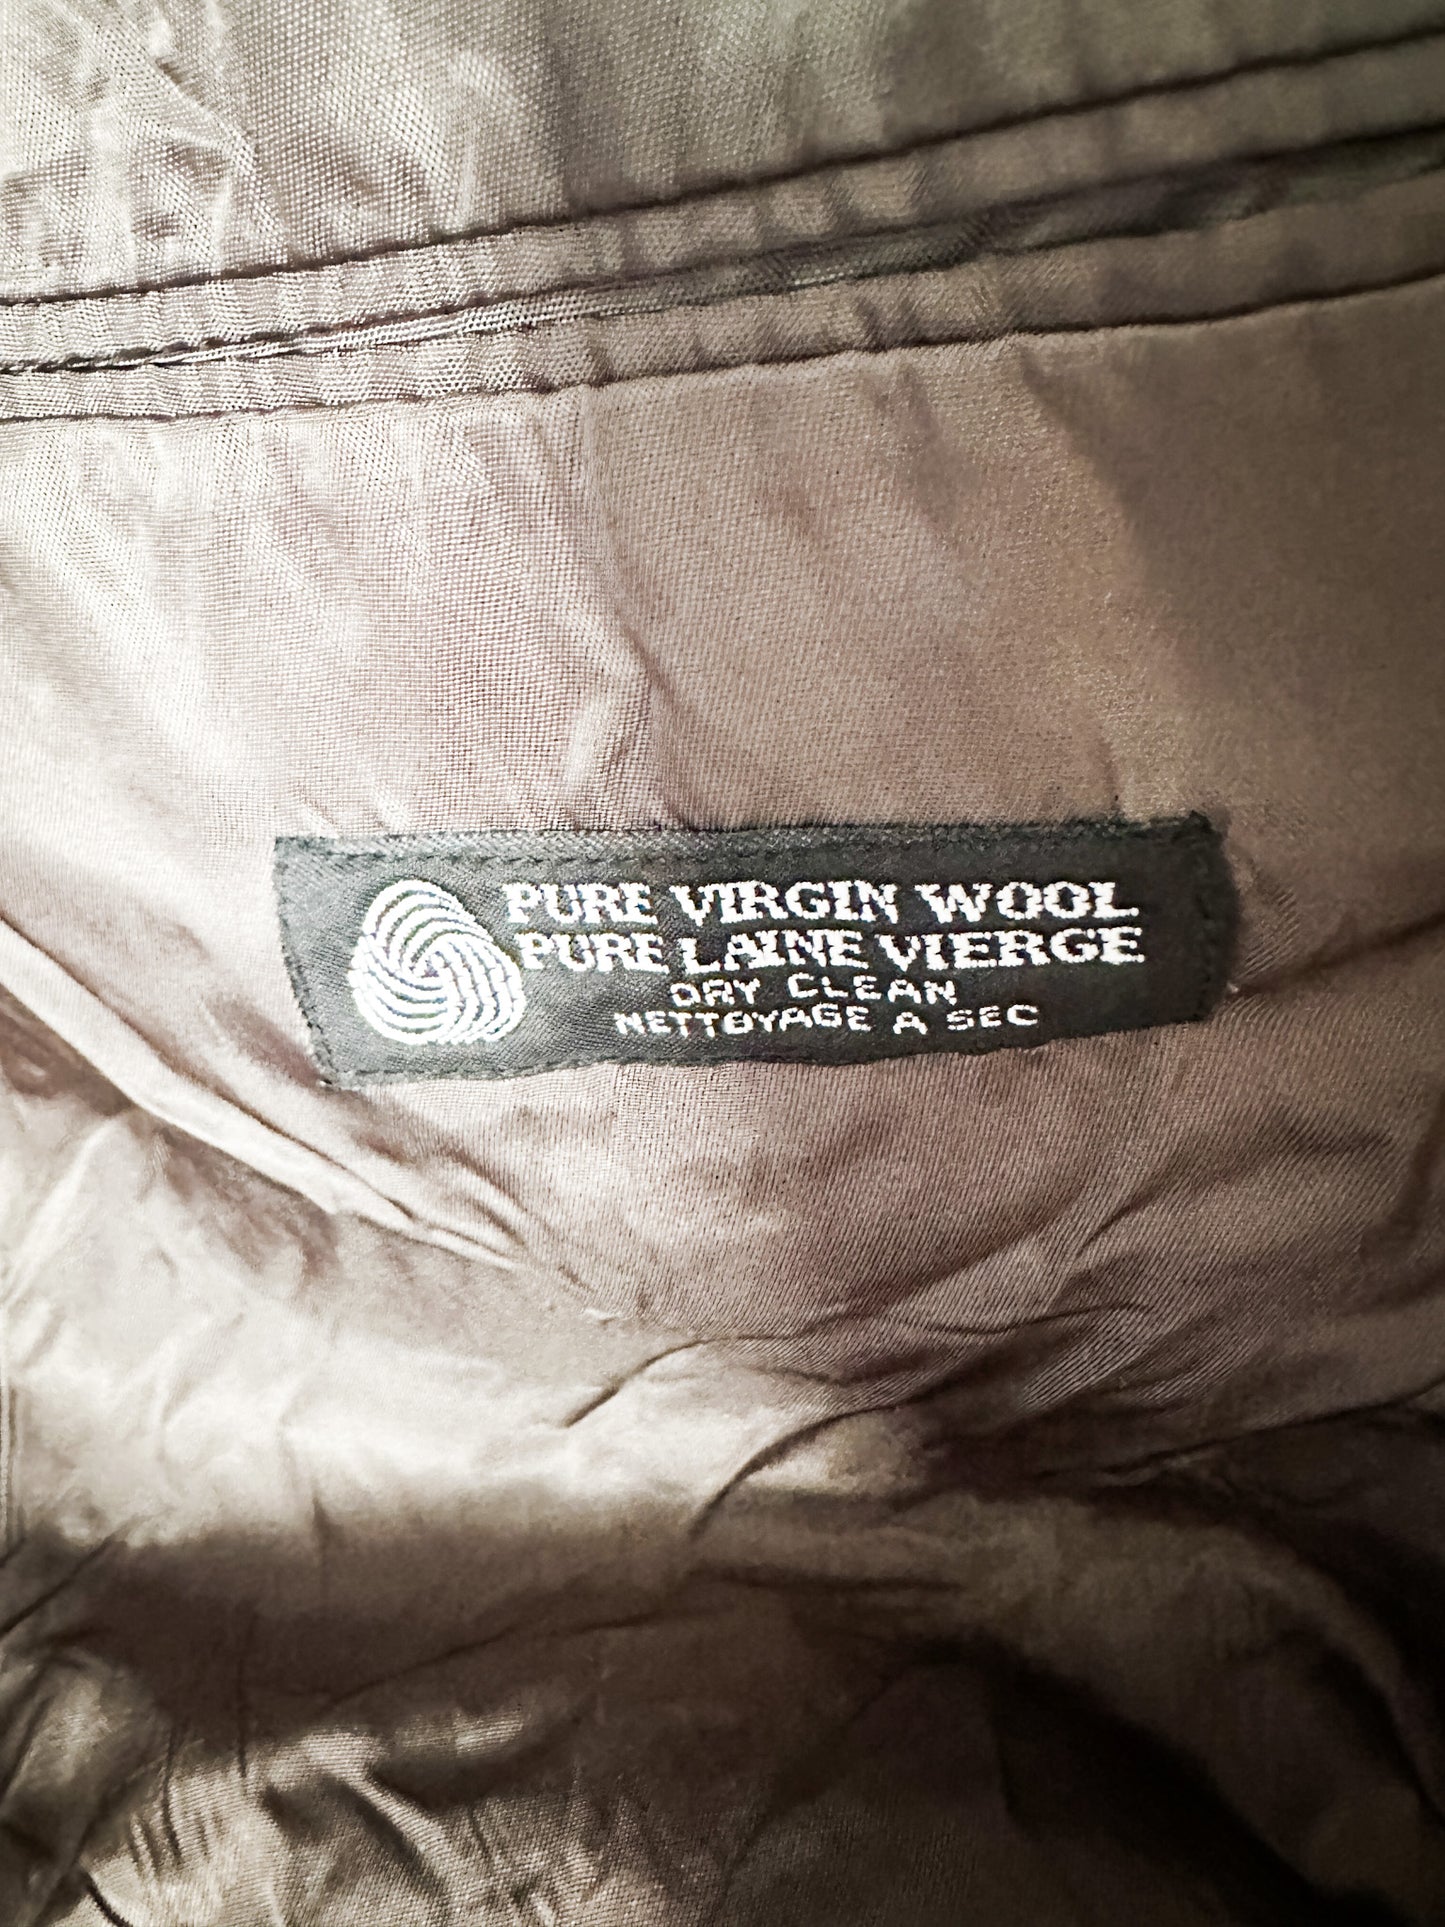 PURE VIRGIN WOOL
PURE LAINE VIERGE
DRY CLEAN
NETTOYAGE A SEC